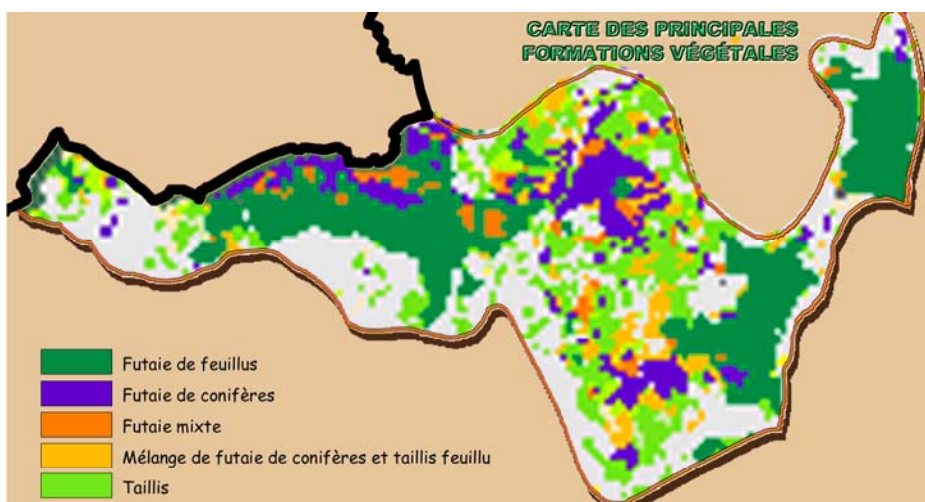 CARTE DES PRINCIPALES
FORMATIONS VÉGÉTALES
Futaie de feuillus
Futaie de conifères
Futaie mixte
Mélange de futaie de conifères et taillis feuillu
Taillis